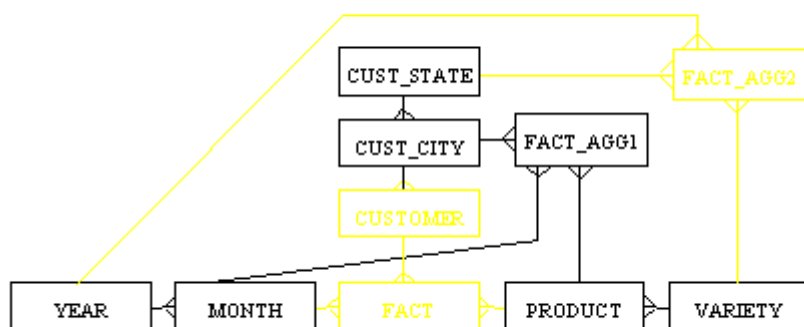 CUST_STATE
FACT_AGG2
CUST_CITY
FACT_AGG1
CUSTOMER
YEAR
MONTH
FACT
PRODUCT
VARIETY